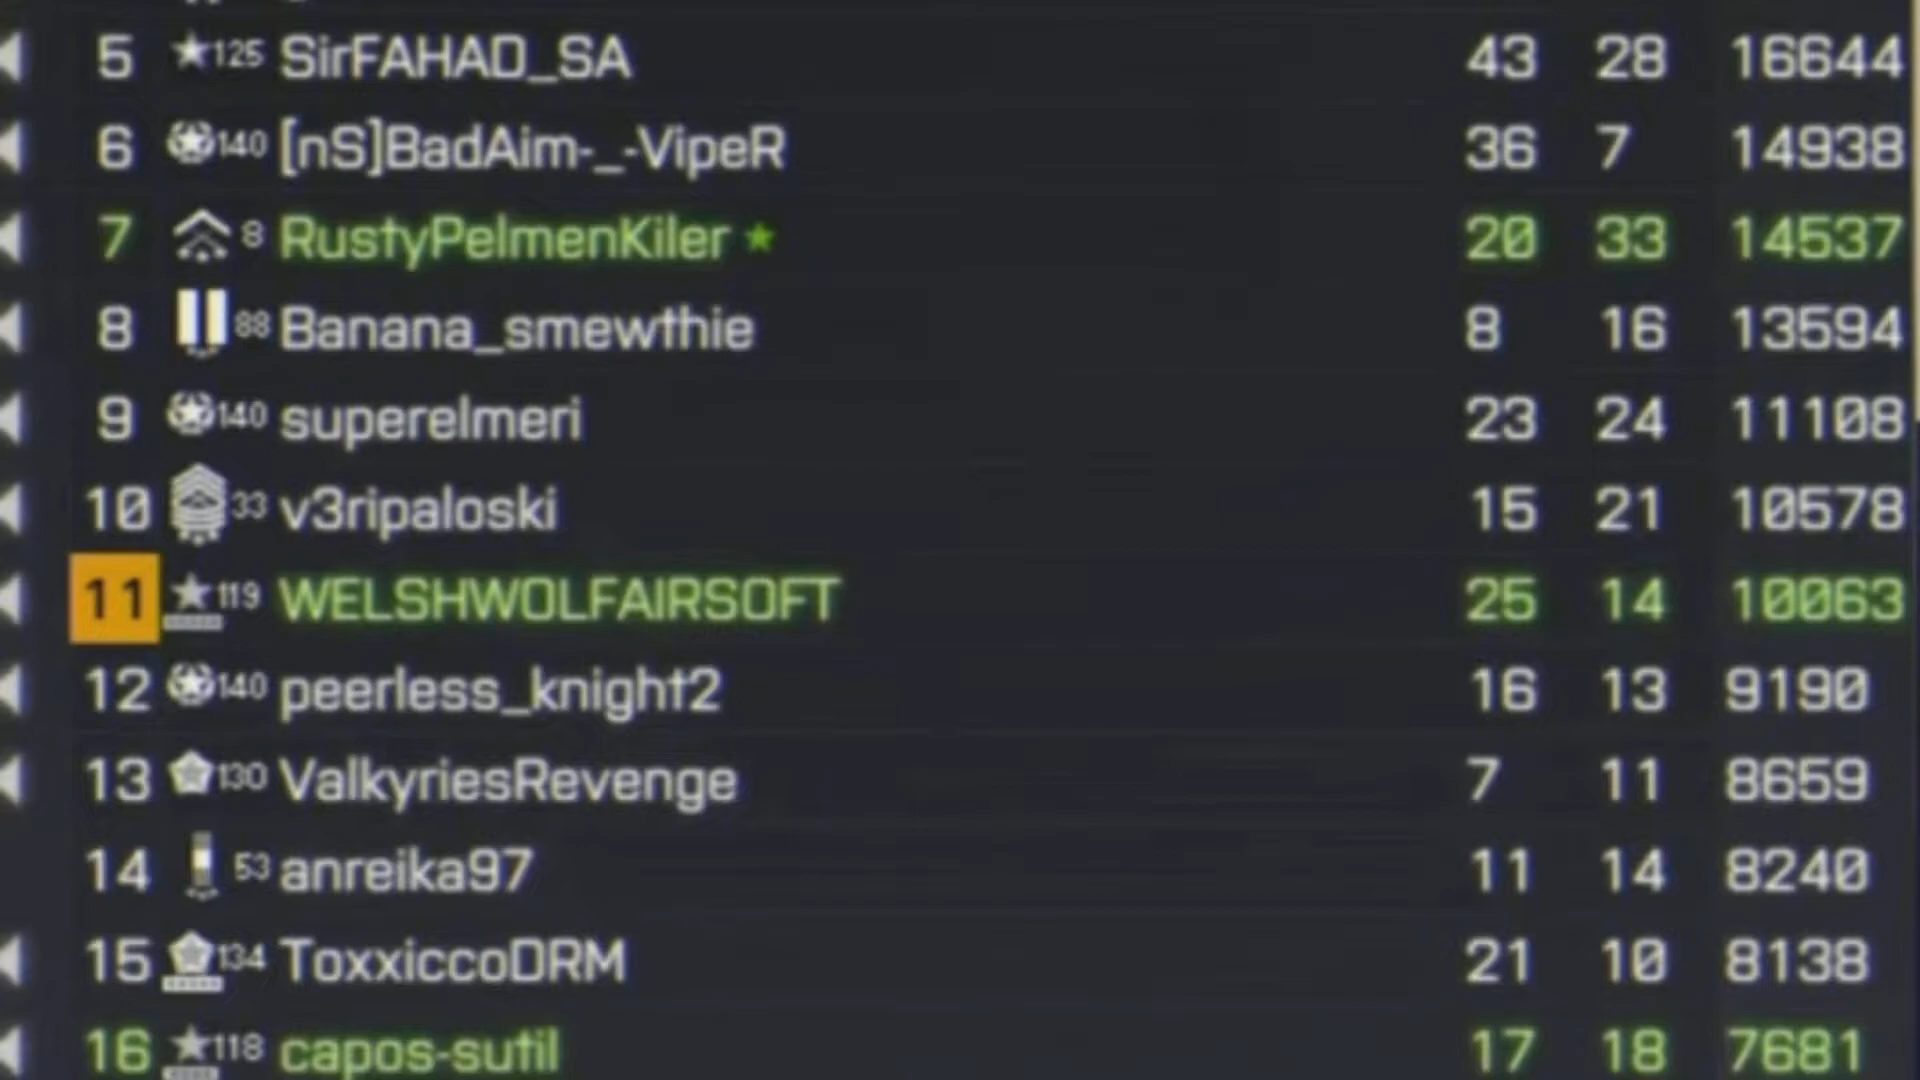 5 125 SirFAHAD_SA 43 28 16644
6 140 [nS]BadAim-_-VipeR 36 7 14938
7 8 RustyPelmenKiler 20 33 14537
8 88 Banana_smewthie 8 16 13594
9 140 superelmeri 23 24 11108
10 33 v3ripaloski 15 21 10578
11 119 WELSHWOLFAIRSOFT 25 14 10063
12 140 peerless_knight2 16 13 9190
13 130 ValkyriesRevenge 7 11 8659
14 53 anreika97 11 14 8240
15 134 ToxxiccoDRM 21 10 8138
16 118 capos-sutil 17 18 7681